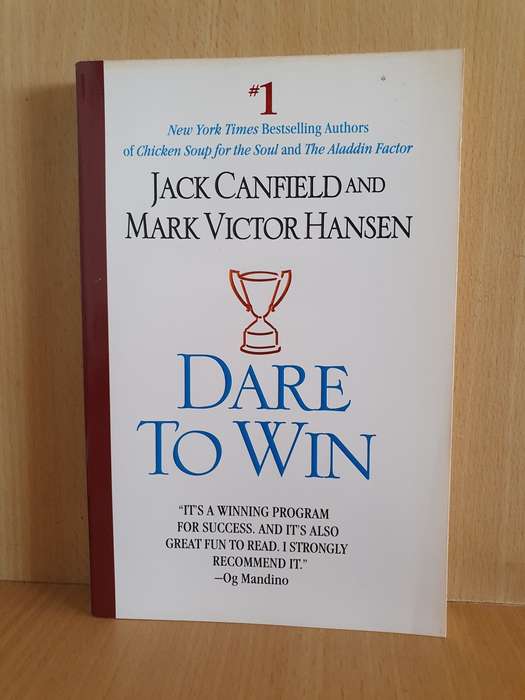 #1
New York Times Bestselling Authors
of Chicken Soup for the Soul and The Aladdin Factor
JACK CANFIELD AND
MARK VICTOR HANSEN
DARE
TO WIN
"IT'S A WINNING PROGRAM
FOR SUCCESS. AND IT'S ALSO
GREAT FUN TO READ. I STRONGLY
RECOMMEND IT."
—Og Mandino